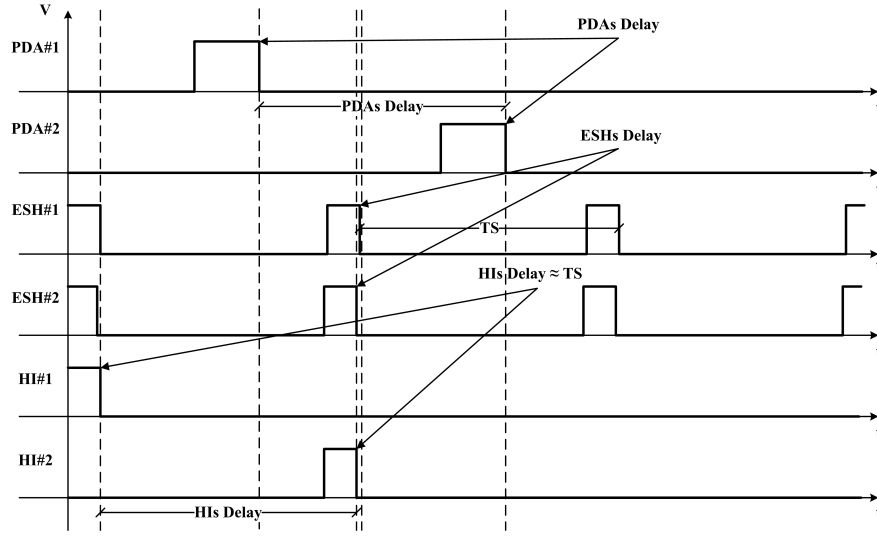 V
PDAs Delay
PDA#1
PDAs Delay
PDA#2
ESHs Delay
ESH#1
TS
HIs Delay ≈ TS
ESH#2
HI#1
HI#2
HIs Delay